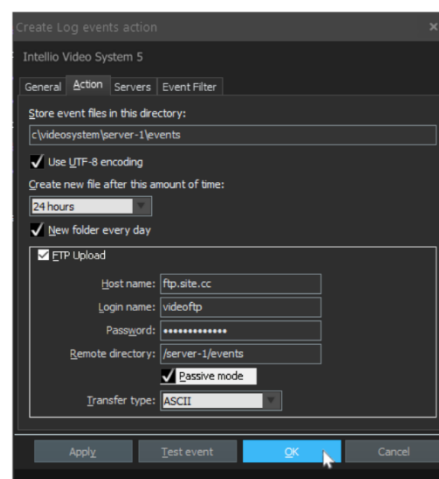 Create Log events action ×
Intellio Video System 5
General Action Servers Event Filter
Store event files in this directory:
c\videosystem\server-1\events
Use UTF-8 encoding
Create new file after this amount of time:
24 hours
New folder every day
FTP Upload
Host name: ftp.site.cc
Login name: videoftp
Password: •••••••••••••
Remote directory: /server-1/events
Passive mode
Transfer type: ASCII
Apply Test event OK Cancel